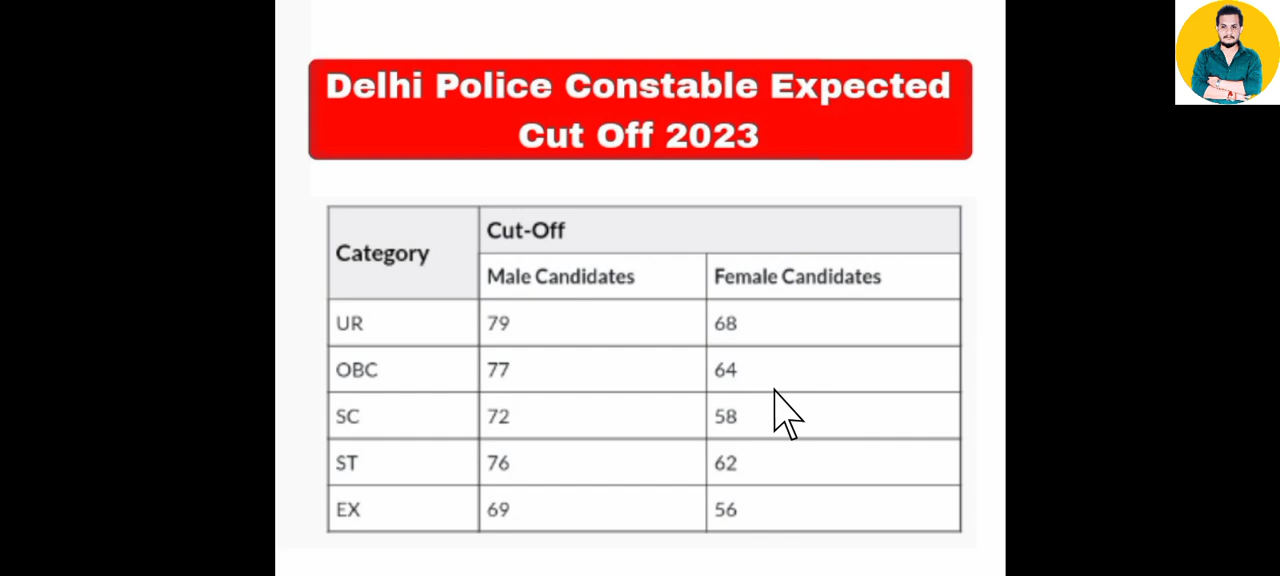 Delhi Police Constable Expected
Cut Off 2023
Category
Cut-Off
Male Candidates Female Candidates
UR 79 68
OBC 77 64
SC 72 58
ST 76 62
EX 69 56